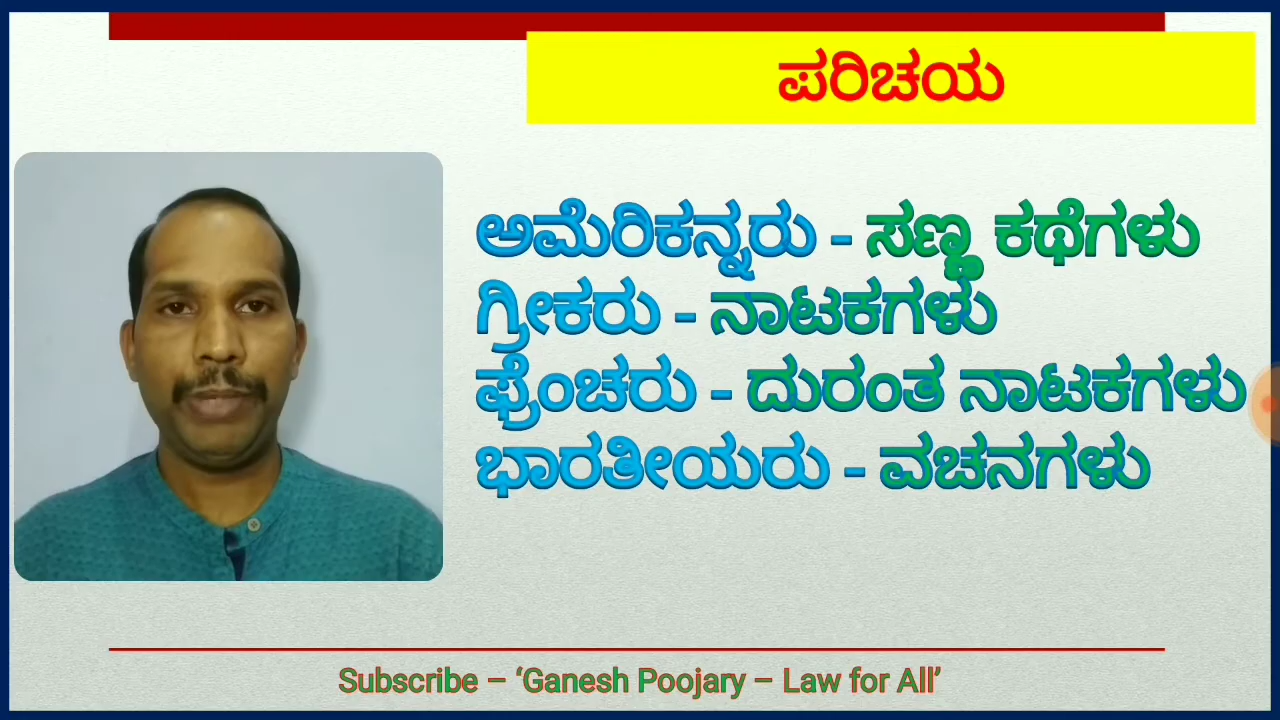 ಪರಿಚಯ
ಅಮೆರಿಕನ್ನರು - ಸಣ್ಣ ಕಥೆಗಳು
ಗ್ರೀಕರು - ನಾಟಕಗಳು
ಫ್ರೆಂಚರು - ದುರಂತ ನಾಟಕಗಳು
ಭಾರತೀಯರು - ವಚನಗಳು
Subscribe – ‘Ganesh Poojary – Law for All’